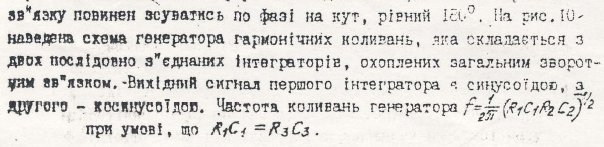 зв"язку повинен зсуватись по фазі на кут, рівний 180°. На рис.10-
наведена схема генератора гармонічних коливань, яка складається з
двох послідовно з"єднаних інтеграторів, охоплених загальним зворот-
ним зв"язком. Вихідний сигнал першого інтегратора є синусоїдою, а
другого - косинусоїдою. Частота коливань генератора f=1/2π (R1C1R2C2)^-1/2
при умові, що R1C1 = R3C3.